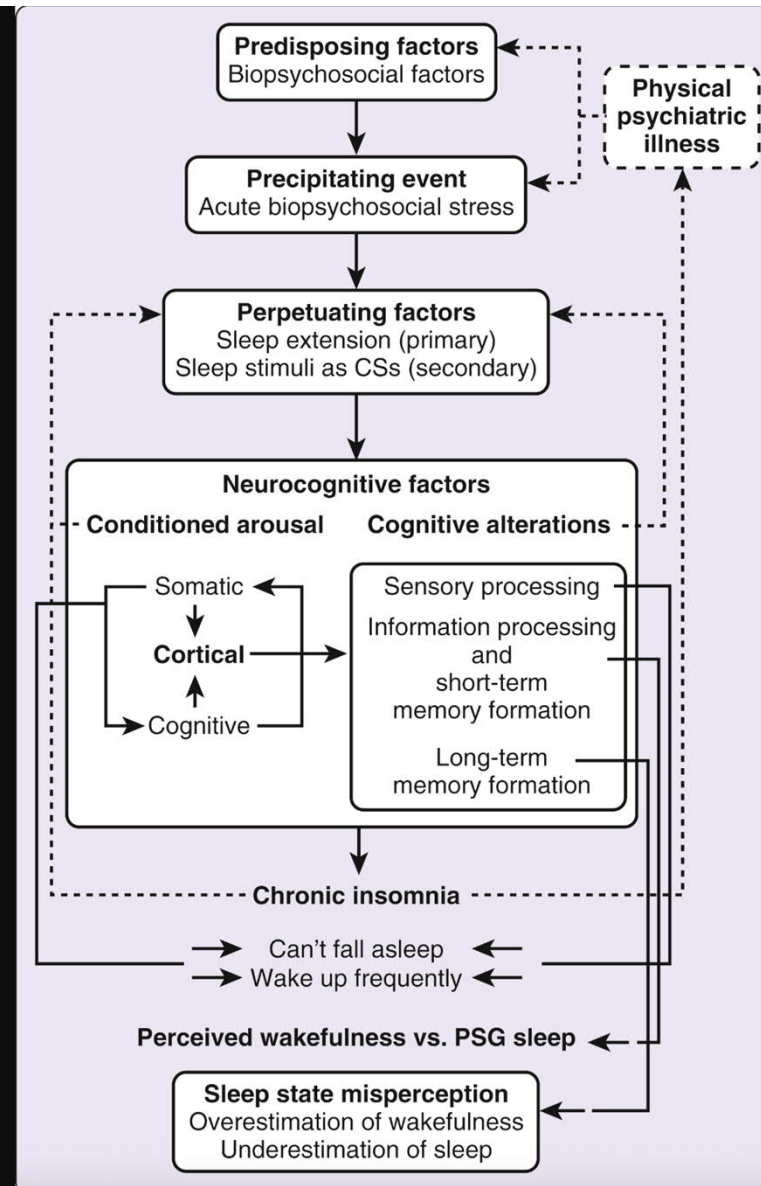 Predisposing factors
Biopsychosocial factors
Physical
psychiatric
illness
Precipitating event
Acute biopsychosocial stress
Perpetuating factors
Sleep extension (primary)
Sleep stimuli as CSs (secondary)
Neurocognitive factors
Conditioned arousal
Cognitive alterations
Somatic
Cortical
Cognitive
Sensory processing
Information processing
and
short-term
memory formation
Long-term
memory formation
Chronic insomnia
Can't fall asleep
Wake up frequently
Perceived wakefulness vs. PSG sleep
Sleep state misperception
Overestimation of wakefulness
Underestimation of sleep